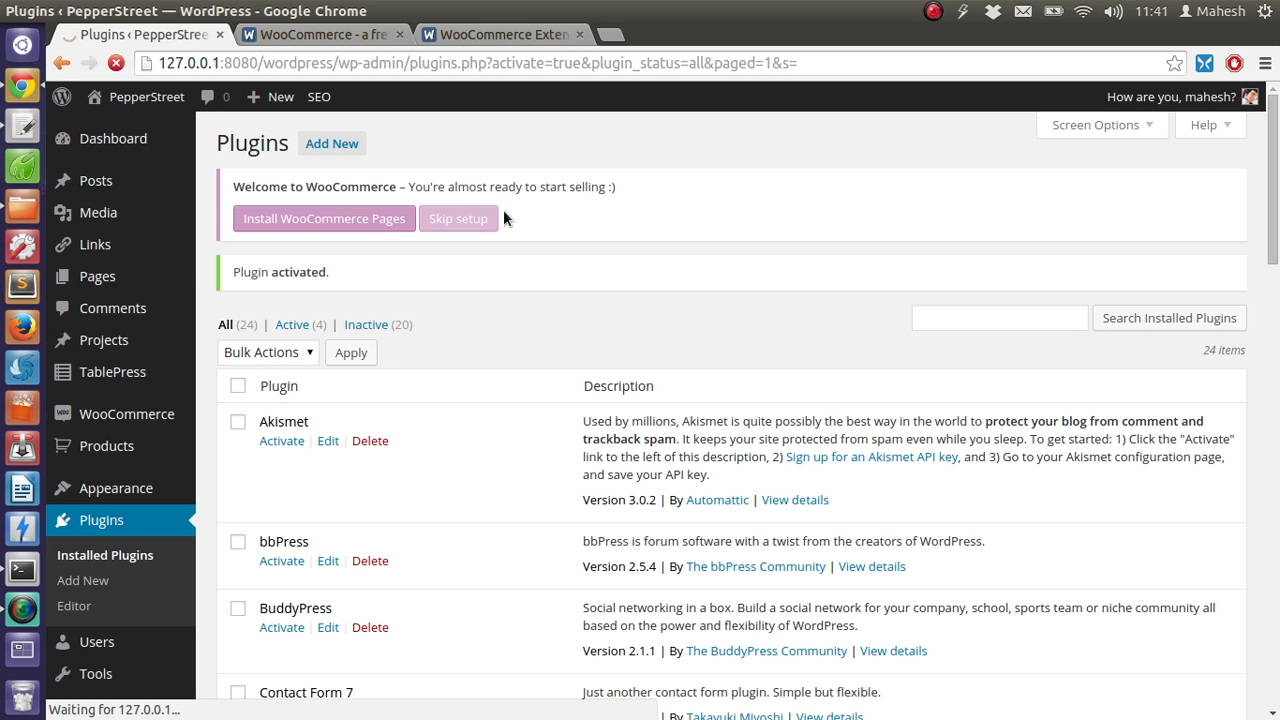 Plugins ‹ PepperStreet — WordPress - Google Chrome
11:41 Mahesh
Plugins ‹ PepperStree × WooCommerce - a fre × WooCommerce Exten ×
127.0.0.1:8080/wordpress/wp-admin/plugins.php?activate=true&plugin_status=all&paged=1&s=
PepperStreet 0 + New SEO How are you, mahesh?
Dashboard
Posts
Media
Links
Pages
Comments
Projects
TablePress
WooCommerce
Products
Appearance
Plugins
Installed Plugins
Add New
Editor
Users
Tools
Screen Options Help
Plugins Add New
Welcome to WooCommerce – You're almost ready to start selling :)
Install WooCommerce Pages Skip setup
Plugin activated.
All (24) | Active (4) | Inactive (20)
Search Installed Plugins
Bulk Actions Apply
24 items
Plugin Description
Akismet
Activate | Edit | Delete
Used by millions, Akismet is quite possibly the best way in the world to protect your blog from comment and
trackback spam. It keeps your site protected from spam even while you sleep. To get started: 1) Click the "Activate"
link to the left of this description, 2) Sign up for an Akismet API key, and 3) Go to your Akismet configuration page,
and save your API key.
Version 3.0.2 | By Automattic | View details
bbPress
Activate | Edit | Delete
bbPress is forum software with a twist from the creators of WordPress.
Version 2.5.4 | By The bbPress Community | View details
BuddyPress
Activate | Edit | Delete
Social networking in a box. Build a social network for your company, school, sports team or niche community all
based on the power and flexibility of WordPress.
Version 2.1.1 | By The BuddyPress Community | View details
Contact Form 7
Just another contact form plugin. Simple but flexible.
| By Takayuki Miyoshi | View details
Waiting for 127.0.0.1...